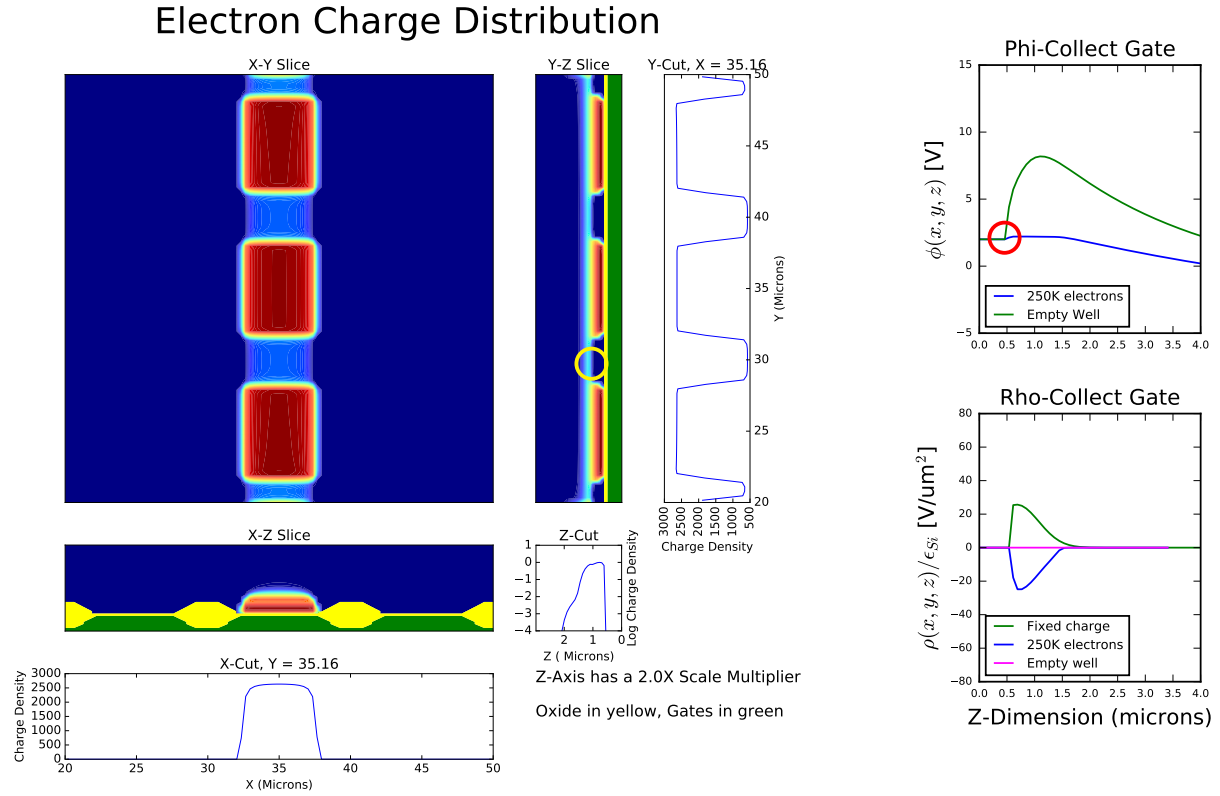 Electron Charge Distribution
X-Y Slice
Y-Z Slice
Y-Cut, X = 35.16
50
45
40
35
30
25
20
Y (Microns)
3000 2500 2000 1500 1000 500
Charge Density
X-Z Slice
Z-Cut
1
0
−1
−2
−3
−4
2 1 0
Log Charge Density
Z ( Microns)
X-Cut, Y = 35.16
3000
2500
2000
1500
1000
500
0
Charge Density
20 25 30 35 40 45 50
X (Microns)
Z-Axis has a 2.0X Scale Multiplier
Oxide in yellow, Gates in green
Phi-Collect Gate
15
10
5
0
−5
ϕ(x, y, z) [V]
250K electrons
Empty Well
0.0 0.5 1.0 1.5 2.0 2.5 3.0 3.5 4.0
Rho-Collect Gate
80
60
40
20
0
−20
−40
−60
−80
ρ(x, y, z)/ϵSi [V/um²]
Fixed charge
250K electrons
Empty well
0.0 0.5 1.0 1.5 2.0 2.5 3.0 3.5 4.0
Z-Dimension (microns)